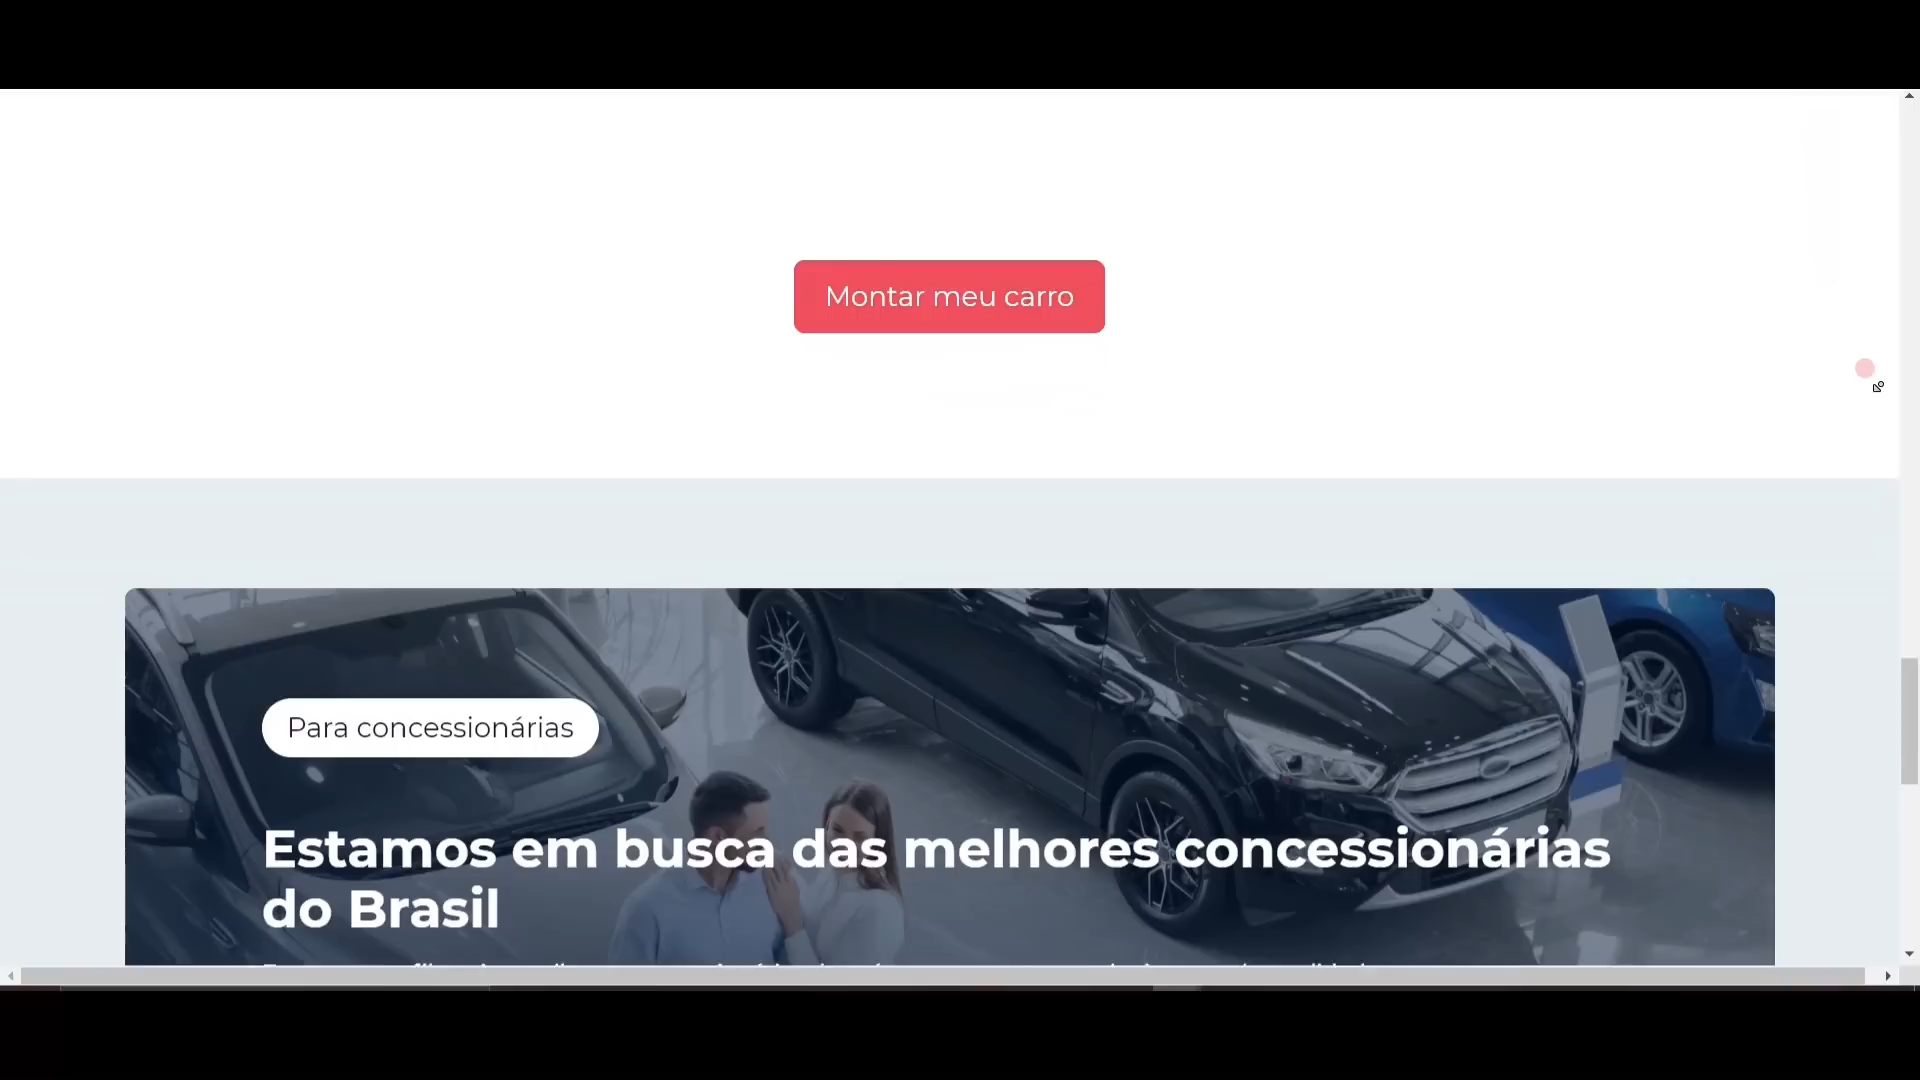 Montar meu carro
Para concessionárias
Estamos em busca das melhores concessionárias
do Brasil